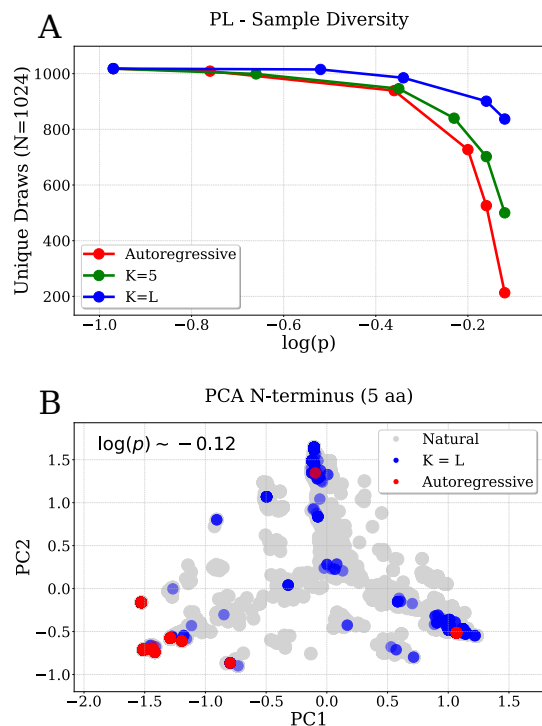 A
PL - Sample Diversity
Unique Draws (N=1024)
1000
800
600
400
200
Autoregressive
K=5
K=L
−1.0
−0.8
−0.6
−0.4
−0.2
log(p)
B
PCA N-terminus (5 aa)
log(p) ~ −0.12
Natural
K = L
Autoregressive
PC2
1.5
1.0
0.5
0.0
−0.5
−1.0
−2.0
−1.5
−1.0
−0.5
0.0
0.5
1.0
1.5
PC1